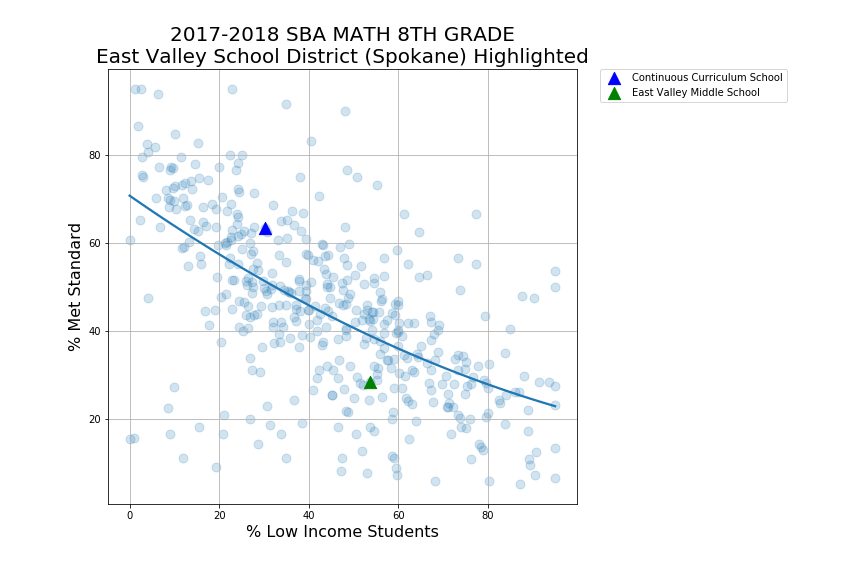 2017-2018 SBA MATH 8TH GRADE
East Valley School District (Spokane) Highlighted
Continuous Curriculum School
East Valley Middle School
% Met Standard
80
60
40
20
0 20 40 60 80
% Low Income Students